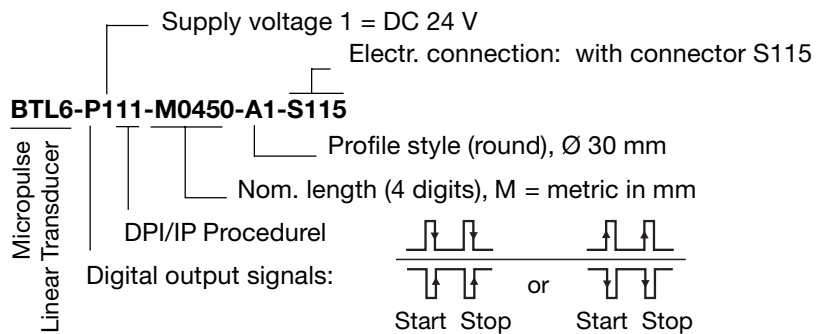 Supply voltage 1 = DC 24 V
Electr. connection: with connector S115
BTL6-P111-M0450-A1-S115
Profile style (round), Ø 30 mm
Nom. length (4 digits), M = metric in mm
DPI/IP Procedurel
Digital output signals:
or
Start Stop
Start Stop
Micropulse
Linear Transducer